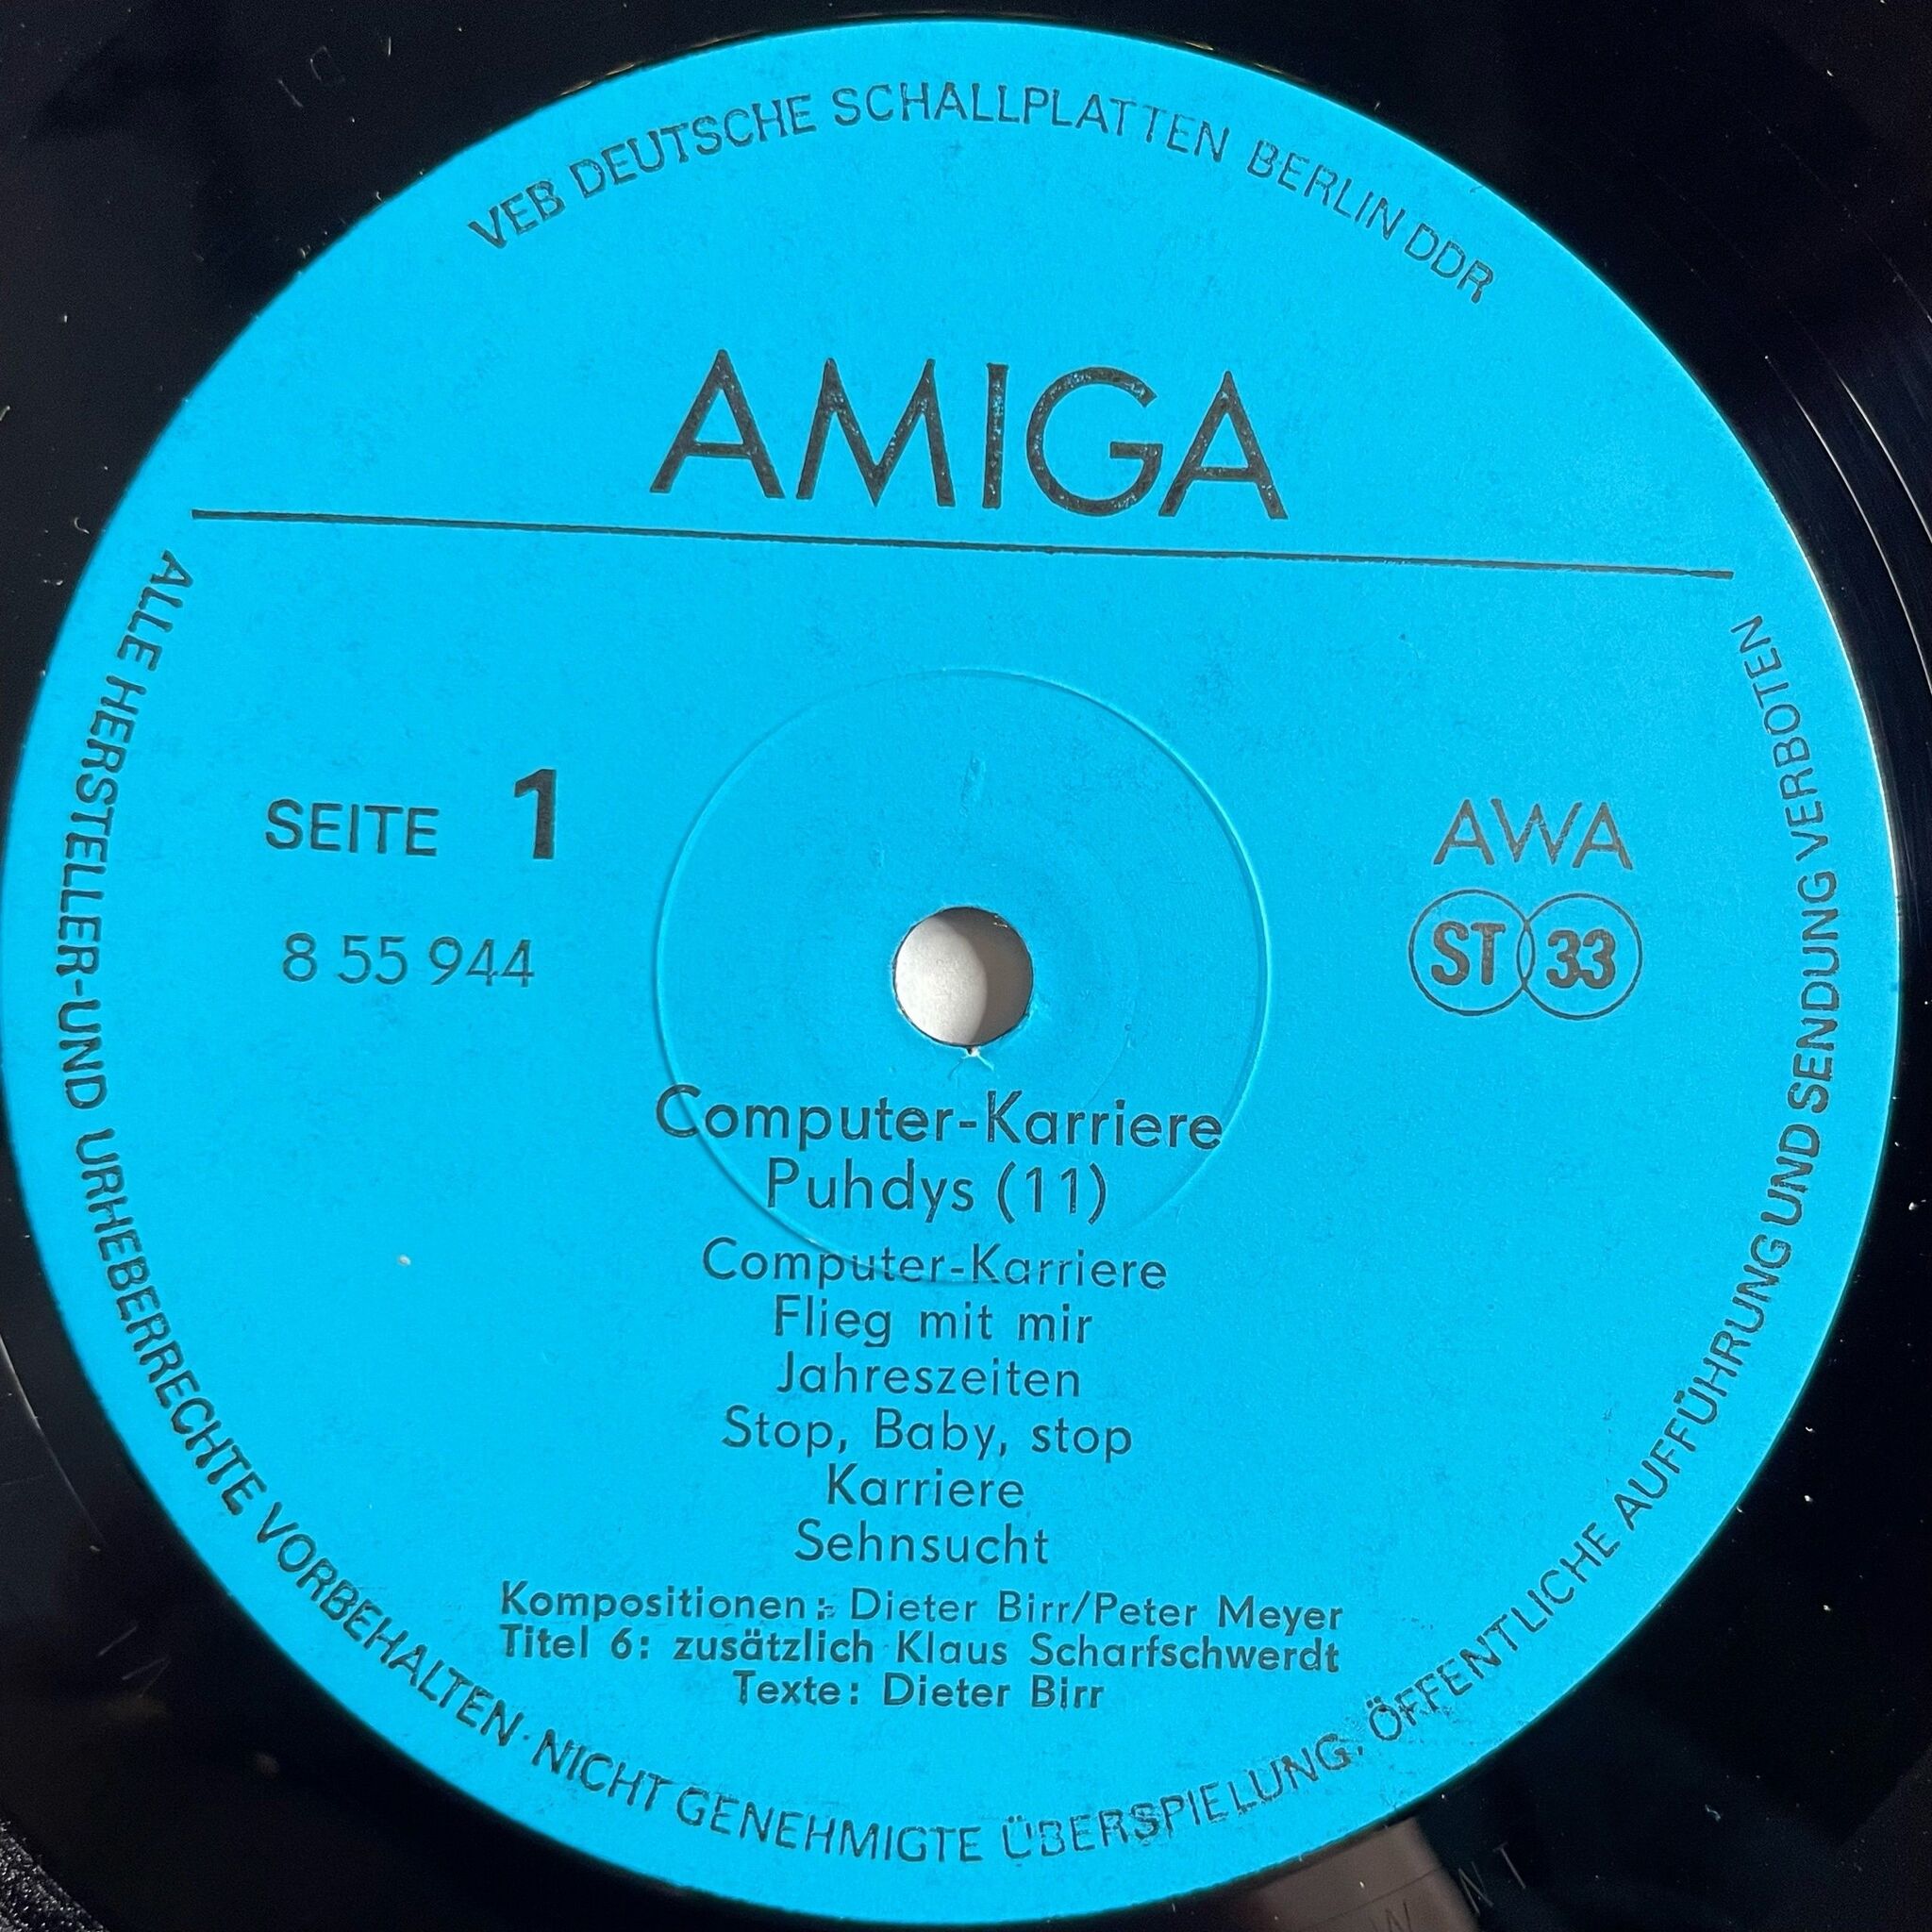 VEB DEUTSCHE SCHALLPLATTEN BERLIN DDR
AMIGA
SEITE 1
8 55 944
AWA
ST 33
Computer-Karriere
Puhdys (11)
Computer-Karriere
Flieg mit mir
Jahreszeiten
Stop, Baby, stop
Karriere
Sehnsucht
Kompositionen: Dieter Birr/Peter Meyer
Titel 6: zusätzlich Klaus Scharfschwerdt
Texte: Dieter Birr
ALLE HERSTELLER-UND URHEBERRECHTE VORBEHALTEN · NICHT GENEHMIGTE ÜBERSPIELUNG, ÖFFENTLICHE AUFFÜHRUNG UND SENDUNG VERBOTEN